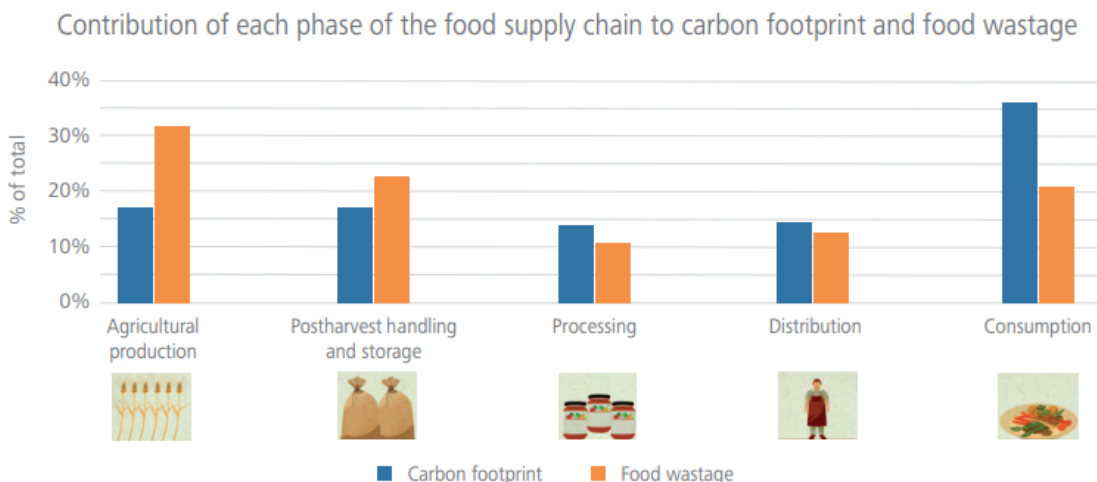 Contribution of each phase of the food supply chain to carbon footprint and food wastage
% of total
40%
30%
20%
10%
0%
Agricultural
production
Postharvest handling
and storage
Processing
Distribution
Consumption
Carbon footprint
Food wastage